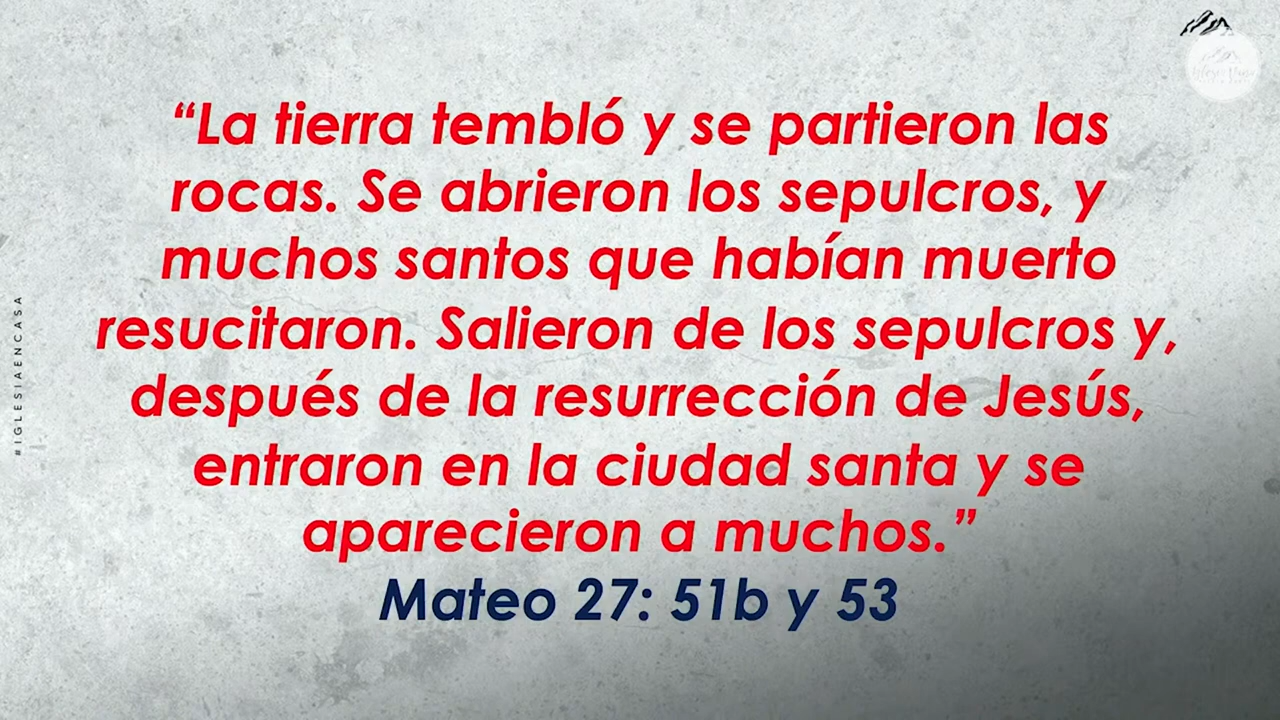 “La tierra tembló y se partieron las
rocas. Se abrieron los sepulcros, y
muchos santos que habían muerto
resucitaron. Salieron de los sepulcros y,
después de la resurrección de Jesús,
entraron en la ciudad santa y se
aparecieron a muchos.”
Mateo 27: 51b y 53
#IGLESIAENCASA